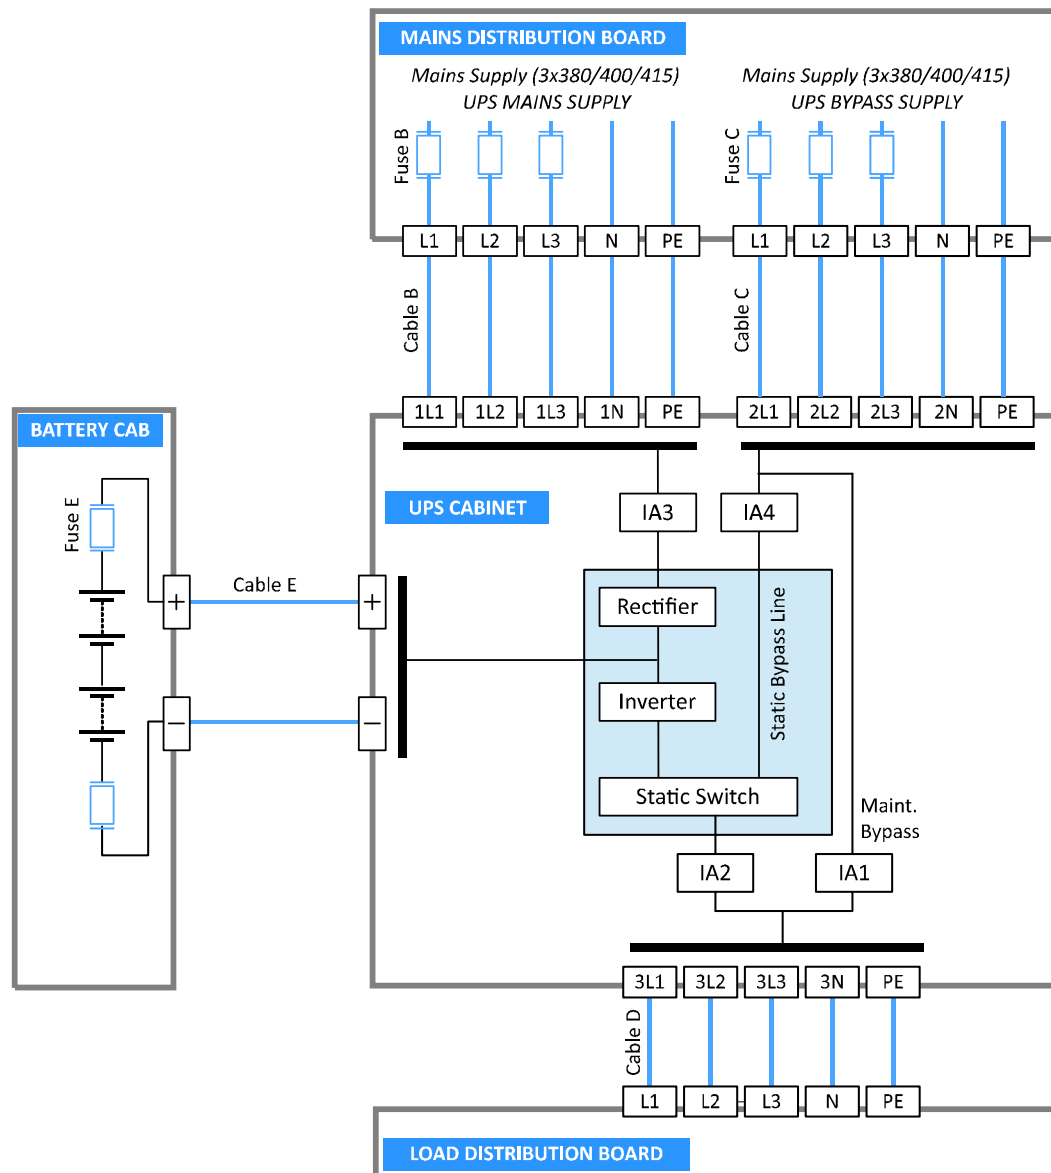 MAINS DISTRIBUTION BOARD
Mains Supply (3x380/400/415)
UPS MAINS SUPPLY
Mains Supply (3x380/400/415)
UPS BYPASS SUPPLY
Fuse B
Fuse C
L1 L2 L3 N PE L1 L2 L3 N PE
Cable B
Cable C
1L1 1L2 1L3 1N PE 2L1 2L2 2L3 2N PE
BATTERY CAB
UPS CABINET
Fuse E
IA3 IA4
Cable E
+ +
Rectifier
Static Bypass Line
Inverter
− −
Static Switch
Maint.
Bypass
IA2 IA1
3L1 3L2 3L3 3N PE
Cable D
L1 L2 L3 N PE
LOAD DISTRIBUTION BOARD